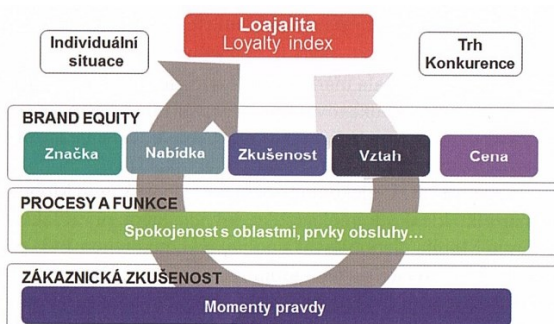 Loajalita
Loyalty index
Individuální
situace
Trh
Konkurence
BRAND EQUITY
Značka
Nabídka
Zkušenost
Vztah
Cena
PROCESY A FUNKCE
Spokojenost s oblastmi, prvky obsluhy…
ZÁKAZNICKÁ ZKUŠENOST
Momenty pravdy